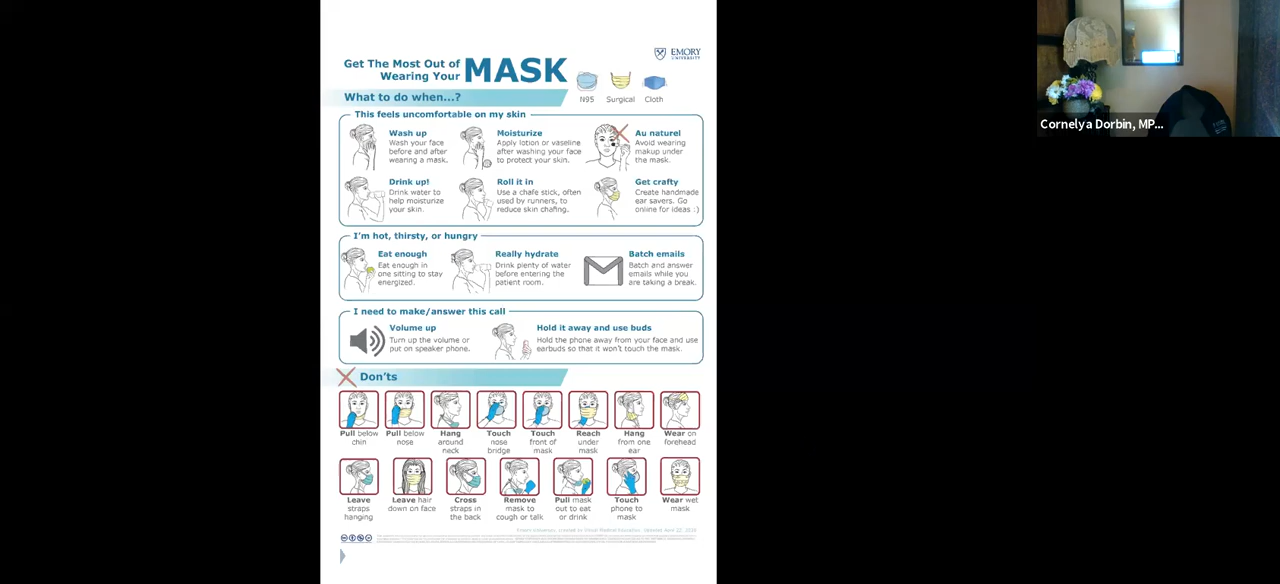 Get The Most Out of
Wearing Your MASK
EMORY
UNIVERSITY
N95 Surgical Cloth
What to do when...?
This feels uncomfortable on my skin
Wash up
Wash your face
before and after
wearing a mask.
Moisturize
Apply lotion or vaseline
after washing your face
to protect your skin.
Au naturel
Avoid wearing
makup under
the mask.
Drink up!
Drink water to
help moisturize
your skin.
Roll it in
Use a chafe stick, often
used by runners, to
reduce skin chafing.
Get crafty
Create handmade
ear savers. Go
online for ideas :)
I'm hot, thirsty, or hungry
Eat enough
Eat enough in
one sitting to stay
energized.
Really hydrate
Drink plenty of water
before entering the
patient room.
Batch emails
Batch and answer
emails while you
are taking a break.
I need to make/answer this call
Volume up
Turn up the volume or
put on speaker phone.
Hold it away and use buds
Hold the phone away from your face and use
earbuds so that it won't touch the mask.
Don'ts
Pull below
chin
Pull below
nose
Hang
around
neck
Touch
nose
bridge
Touch
front of
mask
Reach
under
mask
Hang
from one
ear
Wear on
forehead
Leave
straps
hanging
Leave hair
down on face
Cross
straps in
the back
Remove
mask to
cough or talk
Pull mask
out to eat
or drink
Touch
phone to
mask
Wear wet
mask
Cornelya Dorbin, MP...